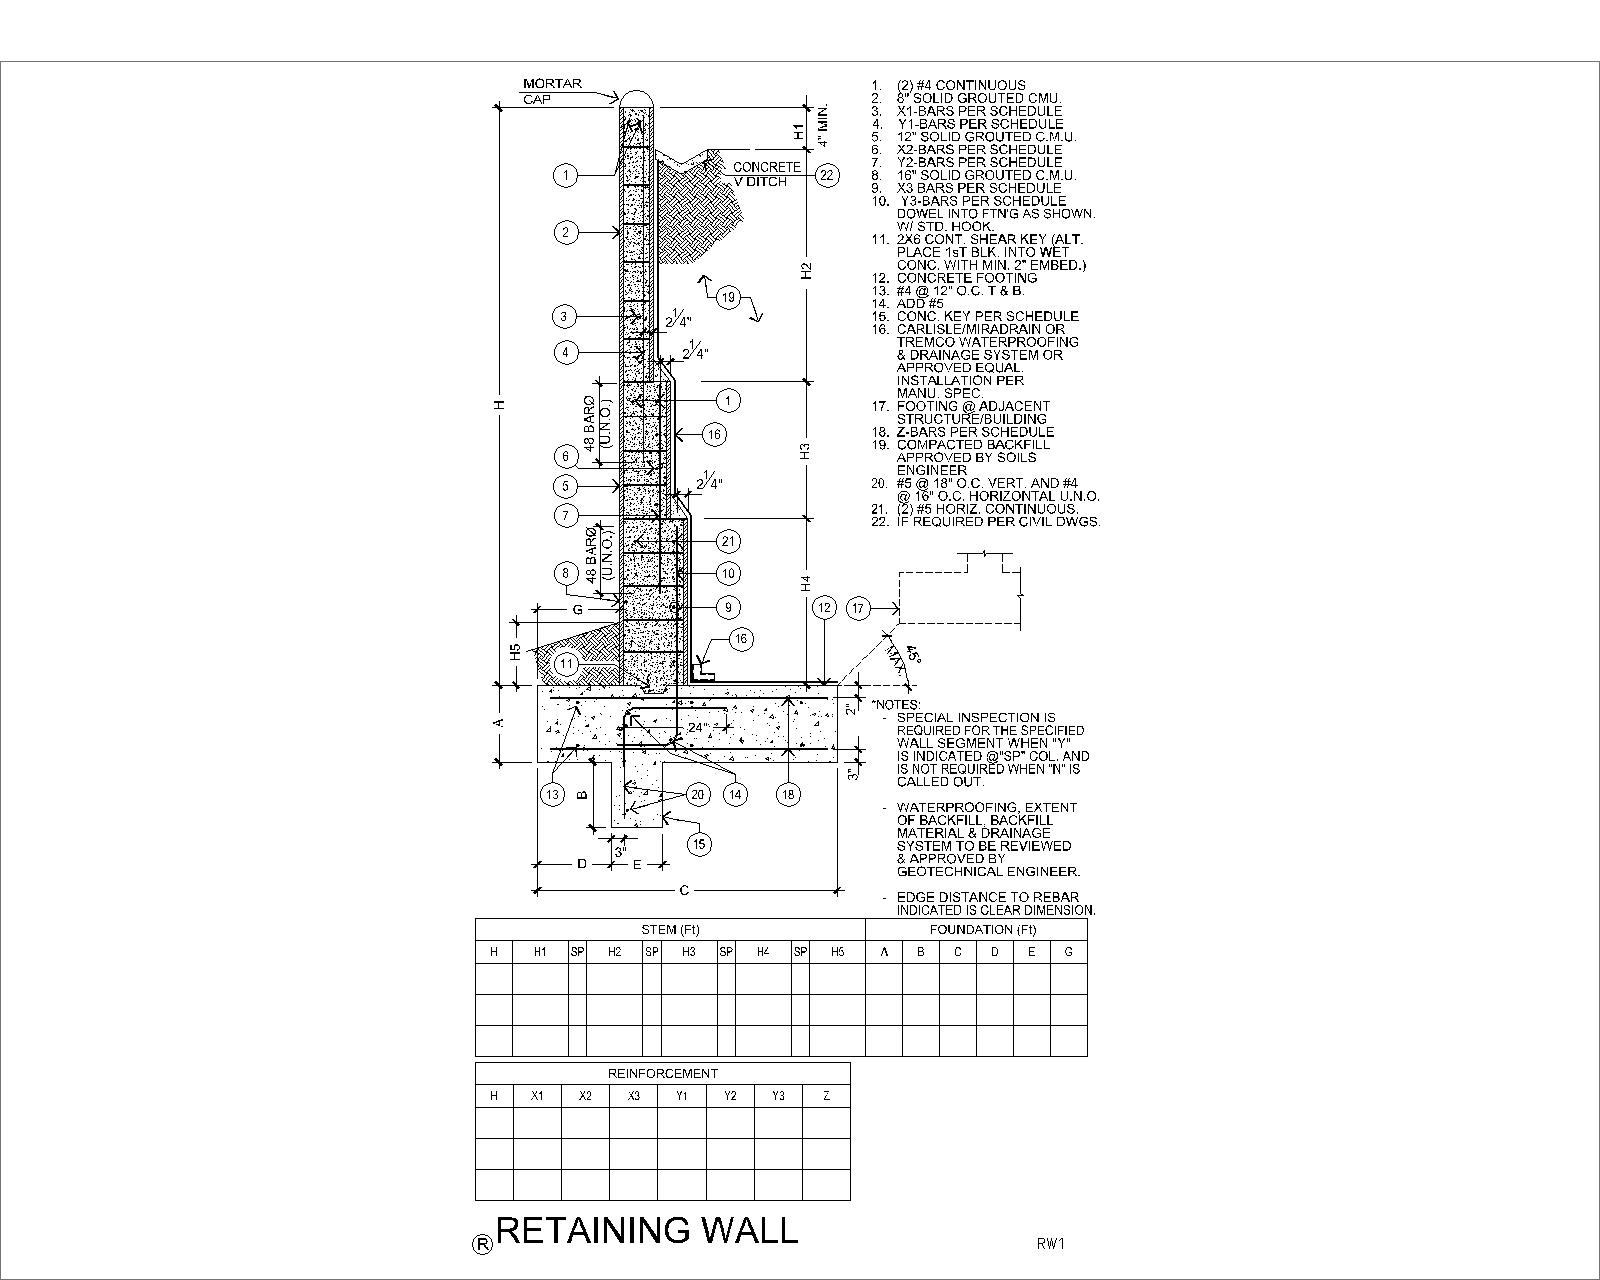 MORTAR
CAP
H1
4" MIN.
CONCRETE
V DITCH
22
1
2
H2
19
3
2 1/4"
4
2 1/4"
H
48 BARØ
(U.N.O.)
1
16
H3
6
5
2 1/4"
7
48 BARØ
(U.N.O.)
21
8
10
H4
G
9
12
17
H5
16
11
45°
MAX.
A
24"
2"
3"
13
B
20
14
18
15
3"
D
E
C
1. (2) #4 CONTINUOUS
2. 8" SOLID GROUTED CMU.
3. X1-BARS PER SCHEDULE
4. Y1-BARS PER SCHEDULE
5. 12" SOLID GROUTED C.M.U.
6. X2-BARS PER SCHEDULE
7. Y2-BARS PER SCHEDULE
8. 16" SOLID GROUTED C.M.U.
9. X3 BARS PER SCHEDULE
10. Y3-BARS PER SCHEDULE
DOWEL INTO FTN'G AS SHOWN.
W/ STD. HOOK.
11. 2X6 CONT. SHEAR KEY (ALT.
PLACE 1sT BLK. INTO WET
CONC. WITH MIN. 2" EMBED.)
12. CONCRETE FOOTING
13. #4 @ 12" O.C. T & B.
14. ADD #5
15. CONC. KEY PER SCHEDULE
16. CARLISLE/MIRADRAIN OR
TREMCO WATERPROOFING
& DRAINAGE SYSTEM OR
APPROVED EQUAL.
INSTALLATION PER
MANU. SPEC.
17. FOOTING @ ADJACENT
STRUCTURE/BUILDING
18. Z-BARS PER SCHEDULE
19. COMPACTED BACKFILL
APPROVED BY SOILS
ENGINEER
20. #5 @ 18" O.C. VERT. AND #4
@ 16" O.C. HORIZONTAL U.N.O.
21. (2) #5 HORIZ. CONTINUOUS.
22. IF REQUIRED PER CIVIL DWGS.
*NOTES:
- SPECIAL INSPECTION IS
REQUIRED FOR THE SPECIFIED
WALL SEGMENT WHEN "Y"
IS INDICATED @"SP" COL. AND
IS NOT REQUIRED WHEN "N" IS
CALLED OUT.
- WATERPROOFING, EXTENT
OF BACKFILL, BACKFILL
MATERIAL & DRAINAGE
SYSTEM TO BE REVIEWED
& APPROVED BY
GEOTECHNICAL ENGINEER.
- EDGE DISTANCE TO REBAR
INDICATED IS CLEAR DIMENSION.
STEM (Ft) FOUNDATION (Ft)
H H1 SP H2 SP H3 SP H4 SP H5 A B C D E G
REINFORCEMENT
H X1 X2 X3 Y1 Y2 Y3 Z
R RETAINING WALL
RW1